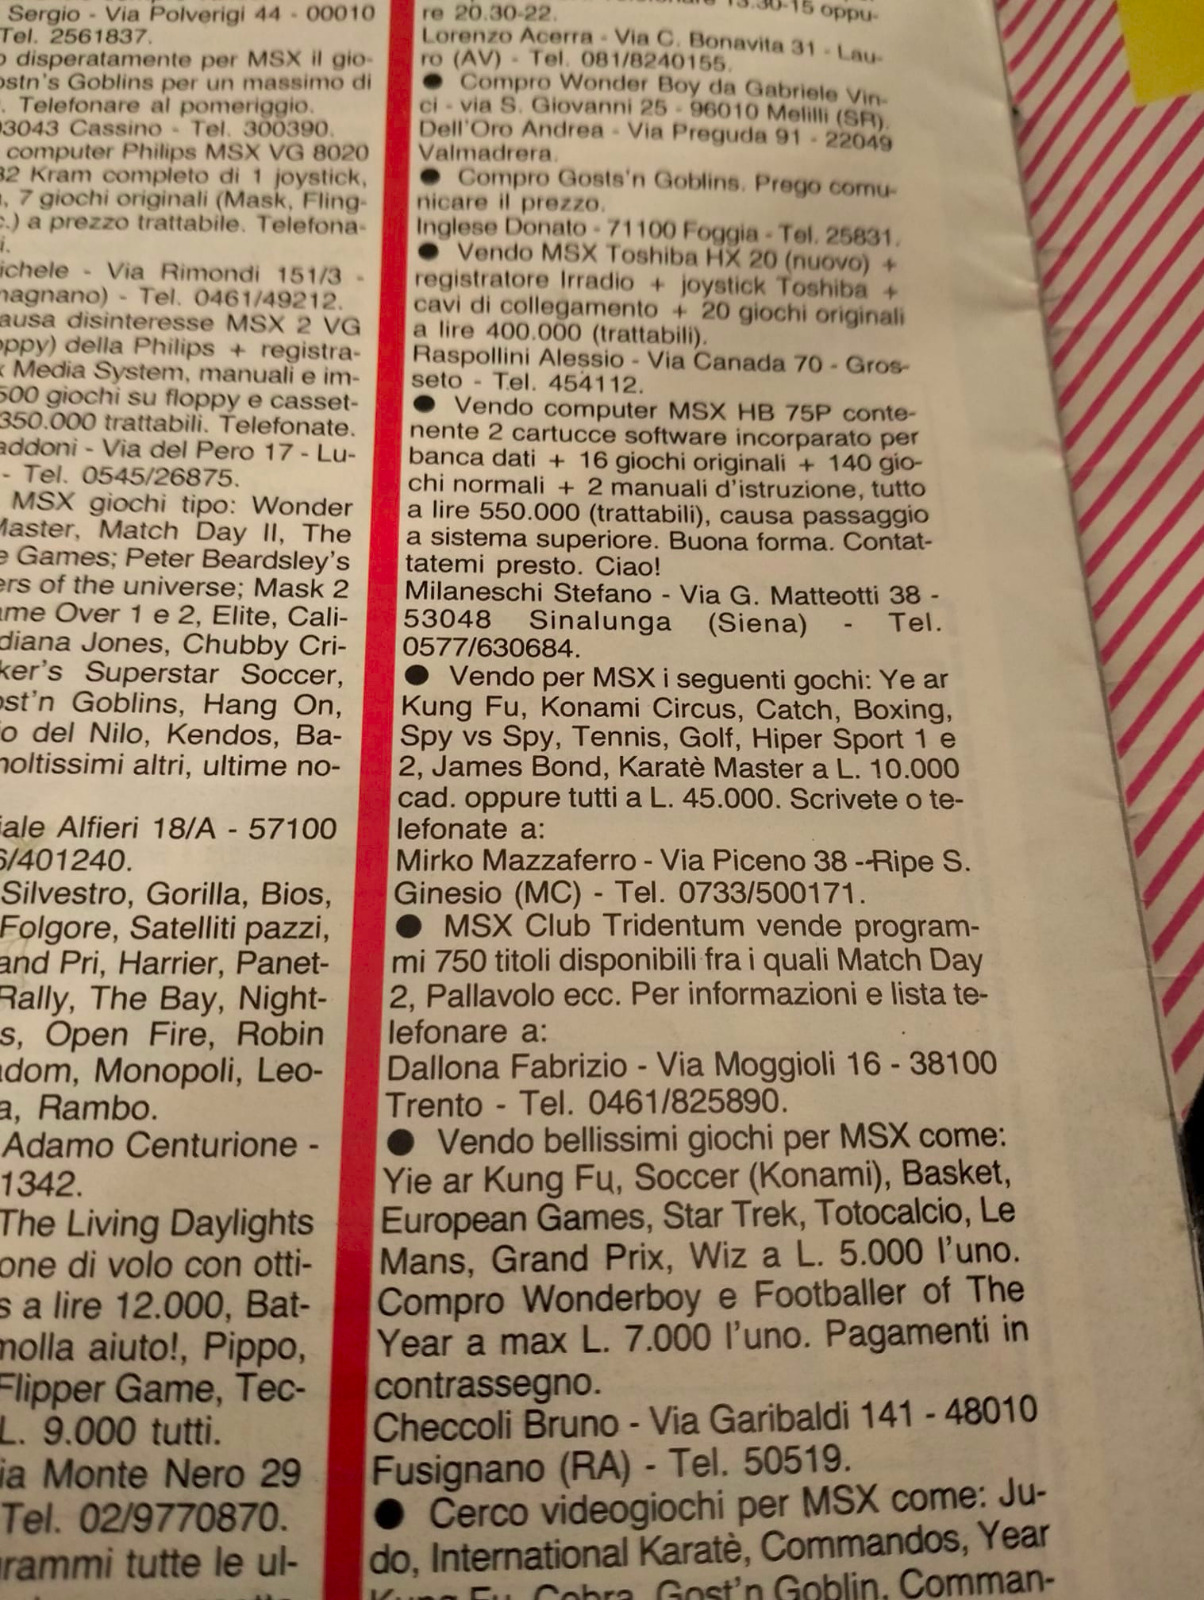 Sergio - Via Polverigi 44 - 00010
Tel. 2561837.
disperatamente per MSX il gio-
ostn's Goblins per un massimo di
Telefonare al pomeriggio.
03043 Cassino - Tel. 300390.
computer Philips MSX VG 8020
32 Kram completo di 1 joystick,
7 giochi originali (Mask, Fling-
.) a prezzo trattabile. Telefona-
i.
ichele - Via Rimondi 151/3 -
magnano) - Tel. 0461/49212.
ausa disinteresse MSX 2 VG
oppy) della Philips + registra-
Media System, manuali e im-
500 giochi su floppy e casset-
350.000 trattabili. Telefonate.
addoni - Via del Pero 17 - Lu-
- Tel. 0545/26875.
MSX giochi tipo: Wonder
Master, Match Day II, The
e Games; Peter Beardsley's
ers of the universe; Mask 2
ame Over 1 e 2, Elite, Cali-
diana Jones, Chubby Cri-
ker's Superstar Soccer,
ost'n Goblins, Hang On,
io del Nilo, Kendos, Ba-
moltissimi altri, ultime no-
iale Alfieri 18/A - 57100
6/401240.
Silvestro, Gorilla, Bios,
Folgore, Satelliti pazzi,
and Pri, Harrier, Panet-
Rally, The Bay, Night-
s, Open Fire, Robin
adom, Monopoli, Leo-
a, Rambo.
Adamo Centurione -
1342.
The Living Daylights
one di volo con otti-
s a lire 12.000, Bat-
molla aiuto!, Pippo,
Flipper Game, Tec-
L. 9.000 tutti.
ia Monte Nero 29
Tel. 02/9770870.
grammi tutte le ul-
13.30-15 oppu-
re 20.30-22.
Lorenzo Acerra - Via C. Bonavita 31 - Lau-
ro (AV) - Tel. 081/8240155.
● Compro Wonder Boy da Gabriele Vin-
ci - via S. Giovanni 25 - 96010 Melilli (SR).
Dell'Oro Andrea - Via Preguda 91 - 22049
Valmadrera.
● Compro Gosts'n Goblins. Prego comu-
nicare il prezzo.
Inglese Donato - 71100 Foggia - Tel. 25831.
● Vendo MSX Toshiba HX 20 (nuovo) +
registratore Irradio + joystick Toshiba +
cavi di collegamento + 20 giochi originali
a lire 400.000 (trattabili).
Raspollini Alessio - Via Canada 70 - Gros-
seto - Tel. 454112.
● Vendo computer MSX HB 75P conte-
nente 2 cartucce software incorparato per
banca dati + 16 giochi originali + 140 gio-
chi normali + 2 manuali d'istruzione, tutto
a lire 550.000 (trattabili), causa passaggio
a sistema superiore. Buona forma. Contat-
tatemi presto. Ciao!
Milaneschi Stefano - Via G. Matteotti 38 -
53048 Sinalunga (Siena) - Tel.
0577/630684.
● Vendo per MSX i seguenti gochi: Ye ar
Kung Fu, Konami Circus, Catch, Boxing,
Spy vs Spy, Tennis, Golf, Hiper Sport 1 e
2, James Bond, Karatè Master a L. 10.000
cad. oppure tutti a L. 45.000. Scrivete o te-
lefonate a:
Mirko Mazzaferro - Via Piceno 38 --Ripe S.
Ginesio (MC) - Tel. 0733/500171.
● MSX Club Tridentum vende program-
mi 750 titoli disponibili fra i quali Match Day
2, Pallavolo ecc. Per informazioni e lista te-
lefonare a:
Dallona Fabrizio - Via Moggioli 16 - 38100
Trento - Tel. 0461/825890.
● Vendo bellissimi giochi per MSX come:
Yie ar Kung Fu, Soccer (Konami), Basket,
European Games, Star Trek, Totocalcio, Le
Mans, Grand Prix, Wiz a L. 5.000 l'uno.
Compro Wonderboy e Footballer of The
Year a max L. 7.000 l'uno. Pagamenti in
contrassegno.
Checcoli Bruno - Via Garibaldi 141 - 48010
Fusignano (RA) - Tel. 50519.
● Cerco videogiochi per MSX come: Ju-
do, International Karatè, Commandos, Year
Kung Fu, Cobra, Gost'n Goblin, Comman-